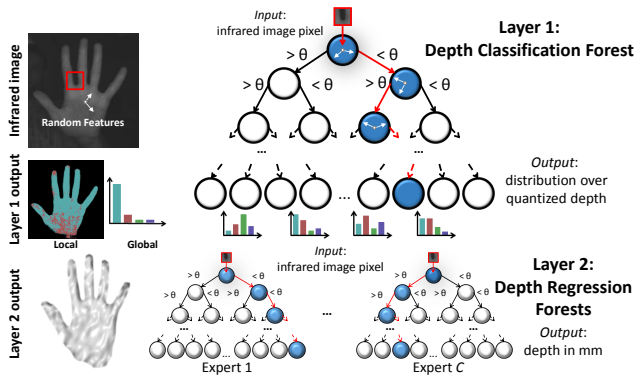 Infrared image
Random Features
Input:
infrared image pixel
Layer 1:
Depth Classification Forest
> θ
< θ
> θ
< θ
> θ
< θ
...
...
Layer 1 output
Local
Global
...
Output:
distribution over
quantized depth
Input:
infrared image pixel
Layer 2 output
Layer 2:
Depth Regression
Forests
> θ
< θ
> θ
< θ
> θ
< θ
...
...
...
Expert 1
...
> θ
< θ
> θ
< θ
> θ
< θ
...
...
...
Expert C
Output:
depth in mm